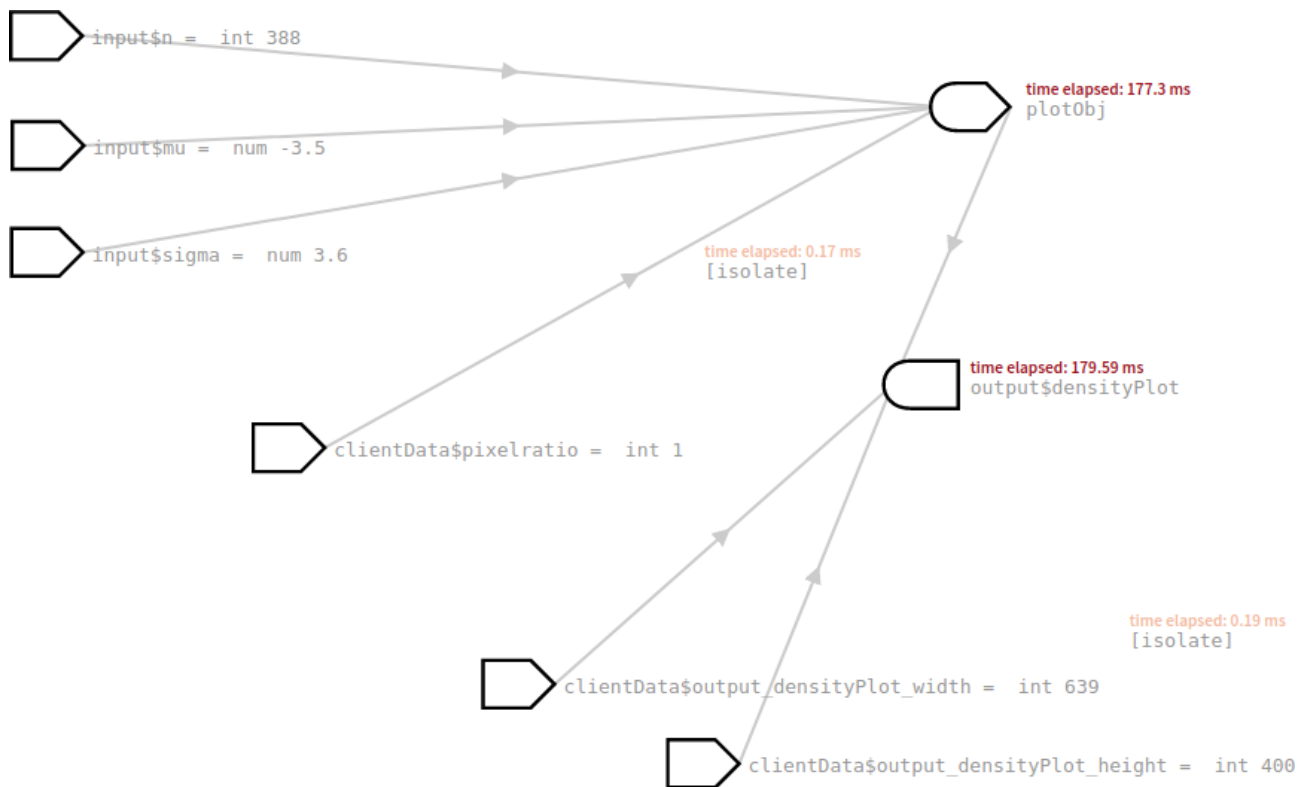 input$n =  int 388
time elapsed: 177.3 ms
plotObj
input$mu =  num -3.5
input$sigma =  num 3.6
time elapsed: 0.17 ms
[isolate]
time elapsed: 179.59 ms
output$densityPlot
clientData$pixelratio =  int 1
time elapsed: 0.19 ms
[isolate]
clientData$output_densityPlot_width =  int 639
clientData$output_densityPlot_height =  int 400